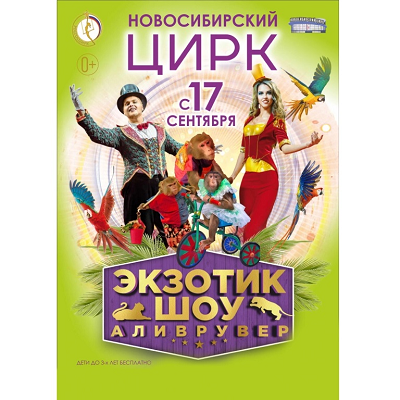 НОВОСИБИРСКИЙ
ЦИРК
0+
с 17
СЕНТЯБРЯ
ЭКЗОТИК
ШОУ
АЛИВРУВЕР
ДЕТИ ДО 3-х ЛЕТ БЕСПЛАТНО